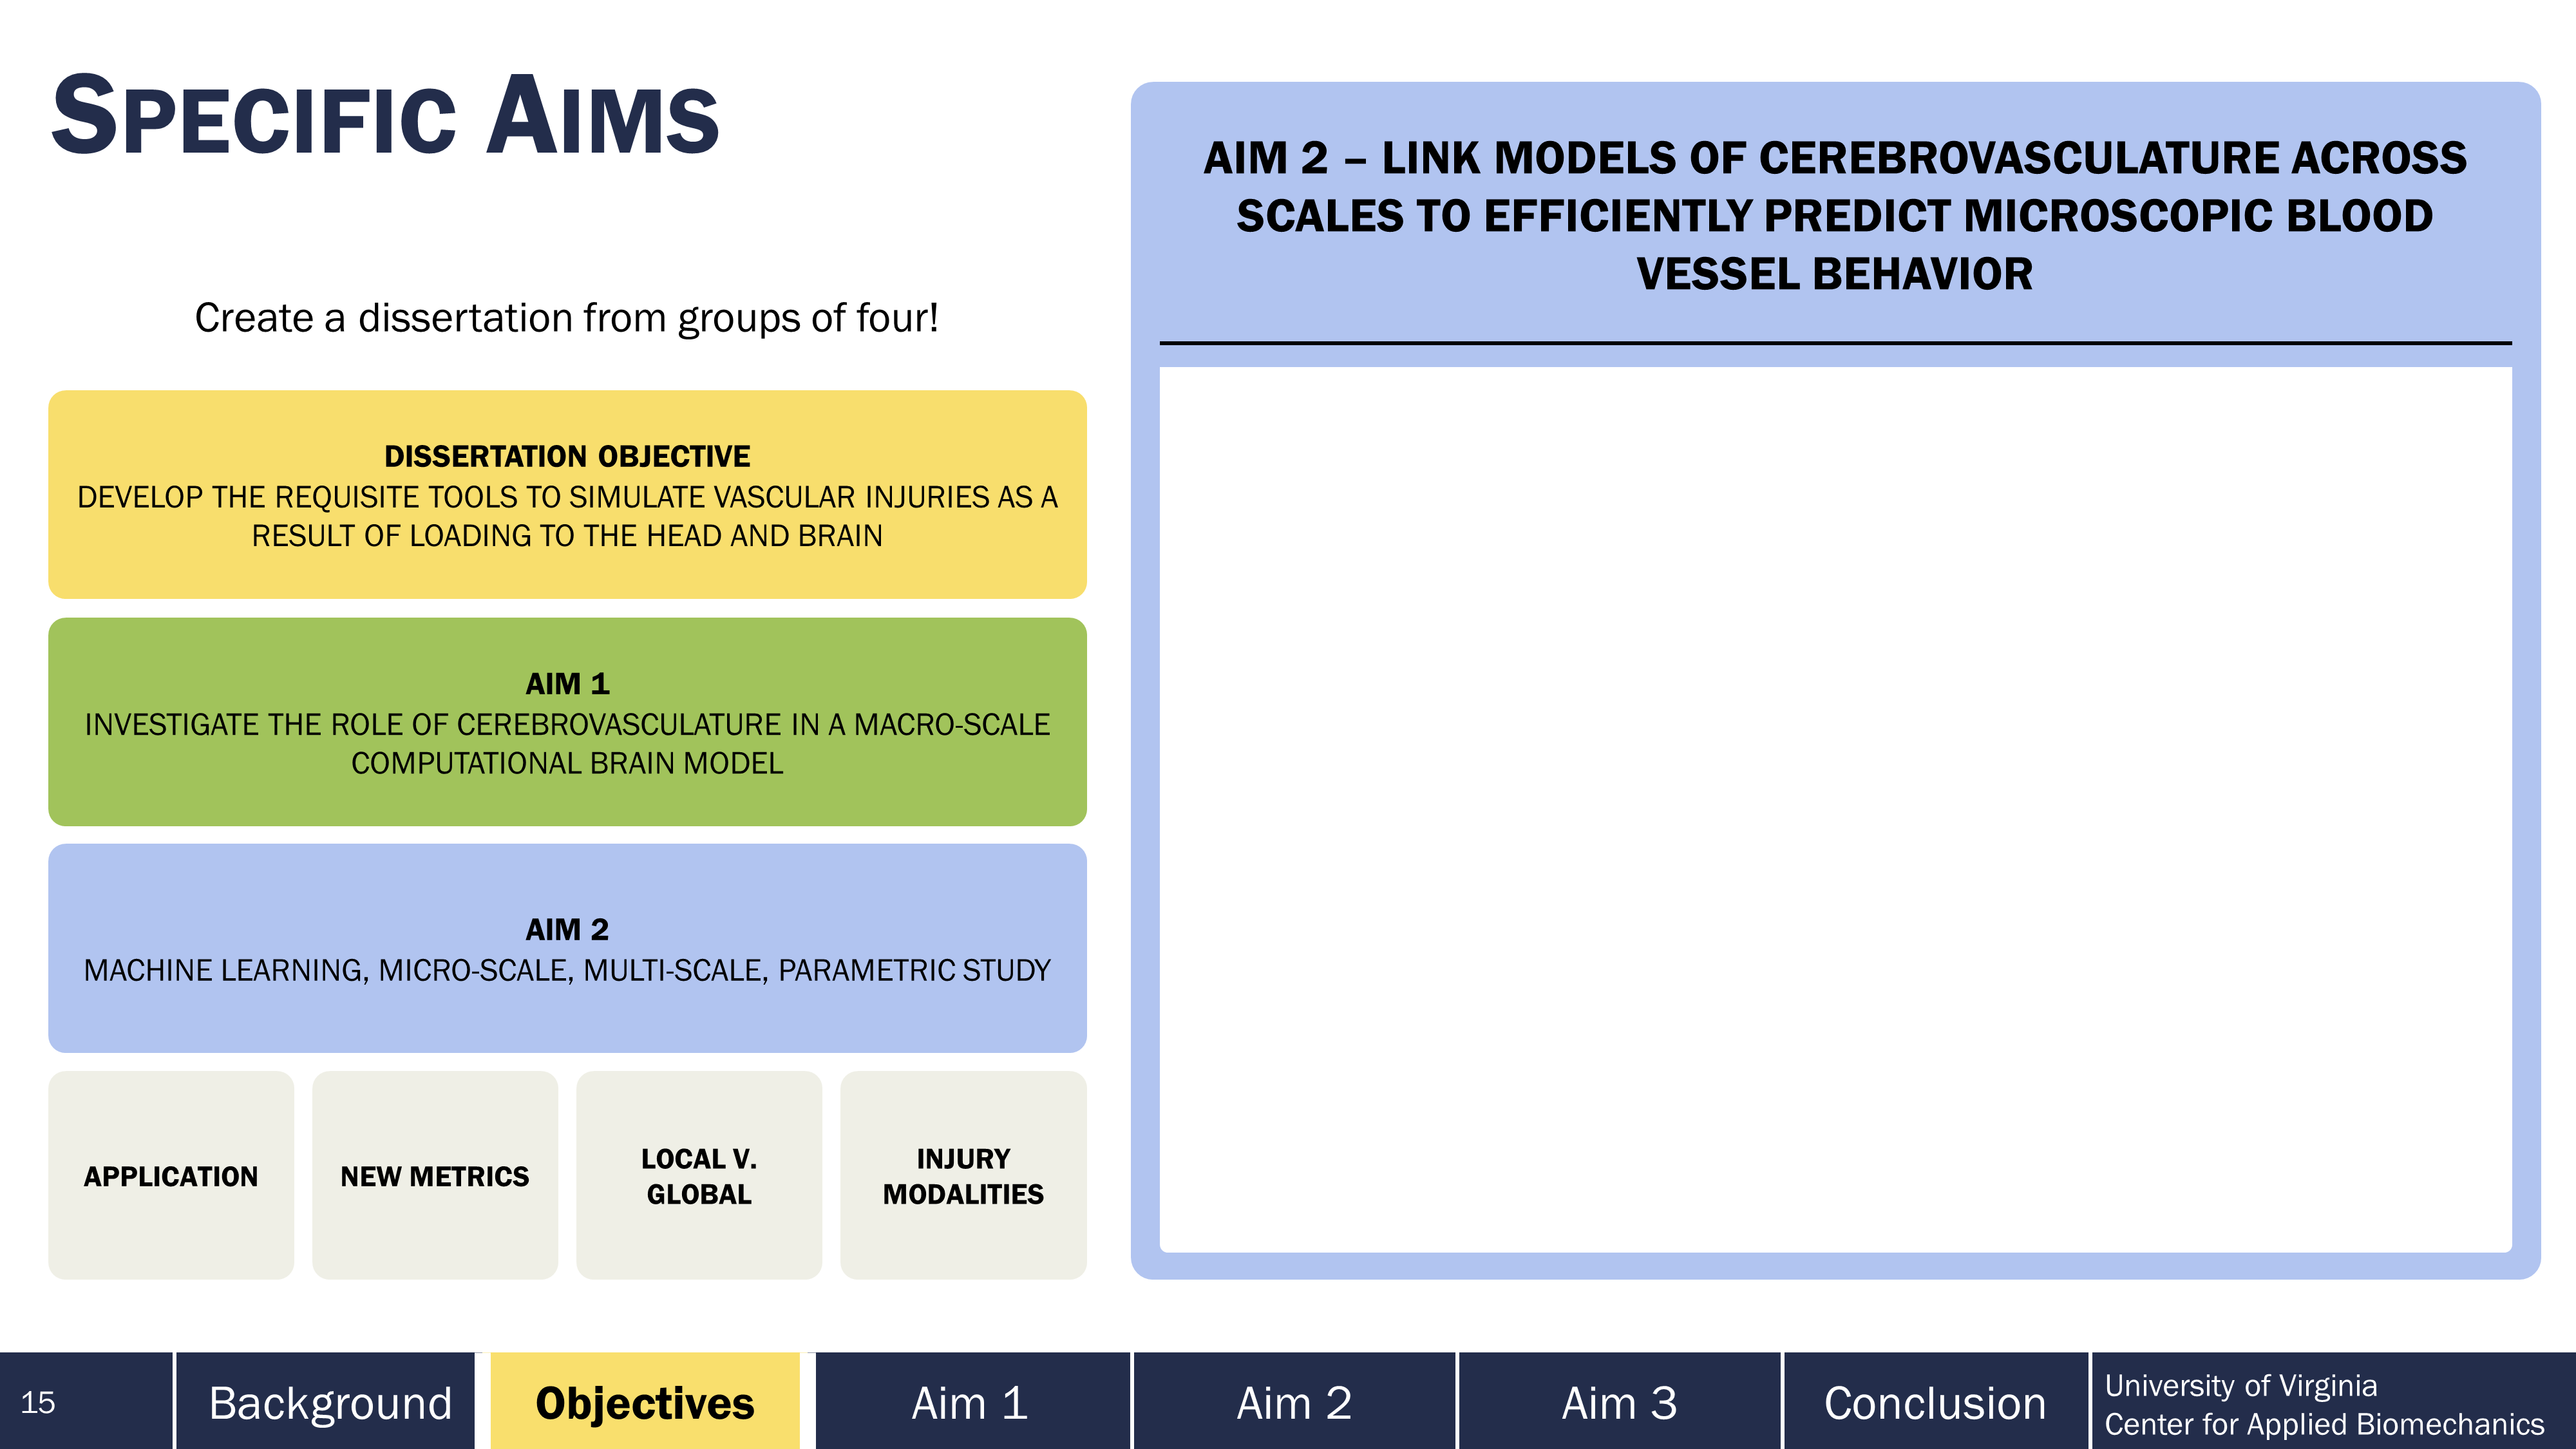 SPECIFIC AIMS
Create a dissertation from groups of four!
DISSERTATION OBJECTIVE
DEVELOP THE REQUISITE TOOLS TO SIMULATE VASCULAR INJURIES AS A
RESULT OF LOADING TO THE HEAD AND BRAIN
AIM 1
INVESTIGATE THE ROLE OF CEREBROVASCULATURE IN A MACRO-SCALE
COMPUTATIONAL BRAIN MODEL
AIM 2
MACHINE LEARNING, MICRO-SCALE, MULTI-SCALE, PARAMETRIC STUDY
APPLICATION
NEW METRICS
LOCAL V.
GLOBAL
INJURY
MODALITIES
AIM 2 – LINK MODELS OF CEREBROVASCULATURE ACROSS
SCALES TO EFFICIENTLY PREDICT MICROSCOPIC BLOOD
VESSEL BEHAVIOR
15
Background
Objectives
Aim 1
Aim 2
Aim 3
Conclusion
University of Virginia
Center for Applied Biomechanics